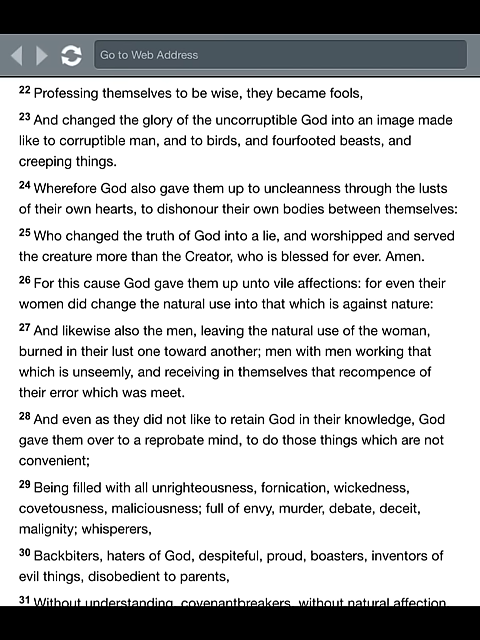 Go to Web Address
22 Professing themselves to be wise, they became fools,
23 And changed the glory of the uncorruptible God into an image made
like to corruptible man, and to birds, and fourfooted beasts, and
creeping things.
24 Wherefore God also gave them up to uncleanness through the lusts
of their own hearts, to dishonour their own bodies between themselves:
25 Who changed the truth of God into a lie, and worshipped and served
the creature more than the Creator, who is blessed for ever. Amen.
26 For this cause God gave them up unto vile affections: for even their
women did change the natural use into that which is against nature:
27 And likewise also the men, leaving the natural use of the woman,
burned in their lust one toward another; men with men working that
which is unseemly, and receiving in themselves that recompence of
their error which was meet.
28 And even as they did not like to retain God in their knowledge, God
gave them over to a reprobate mind, to do those things which are not
convenient;
29 Being filled with all unrighteousness, fornication, wickedness,
covetousness, maliciousness; full of envy, murder, debate, deceit,
malignity; whisperers,
30 Backbiters, haters of God, despiteful, proud, boasters, inventors of
evil things, disobedient to parents,
31 Without understanding, covenantbreakers, without natural affection,